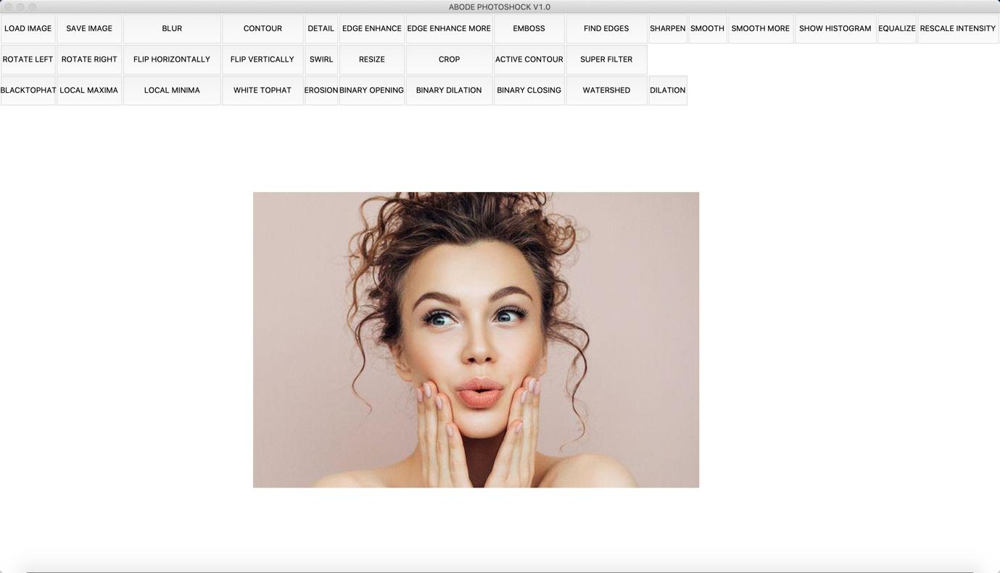 ABODE PHOTOSHOCK V1.0
LOAD IMAGE SAVE IMAGE BLUR CONTOUR DETAIL EDGE ENHANCE EDGE ENHANCE MORE EMBOSS FIND EDGES SHARPEN SMOOTH SMOOTH MORE SHOW HISTOGRAM EQUALIZE RESCALE INTENSITY
ROTATE LEFT ROTATE RIGHT FLIP HORIZONTALLY FLIP VERTICALLY SWIRL RESIZE CROP ACTIVE CONTOUR SUPER FILTER
BLACKTOPHAT LOCAL MAXIMA LOCAL MINIMA WHITE TOPHAT EROSION BINARY OPENING BINARY DILATION BINARY CLOSING WATERSHED DILATION